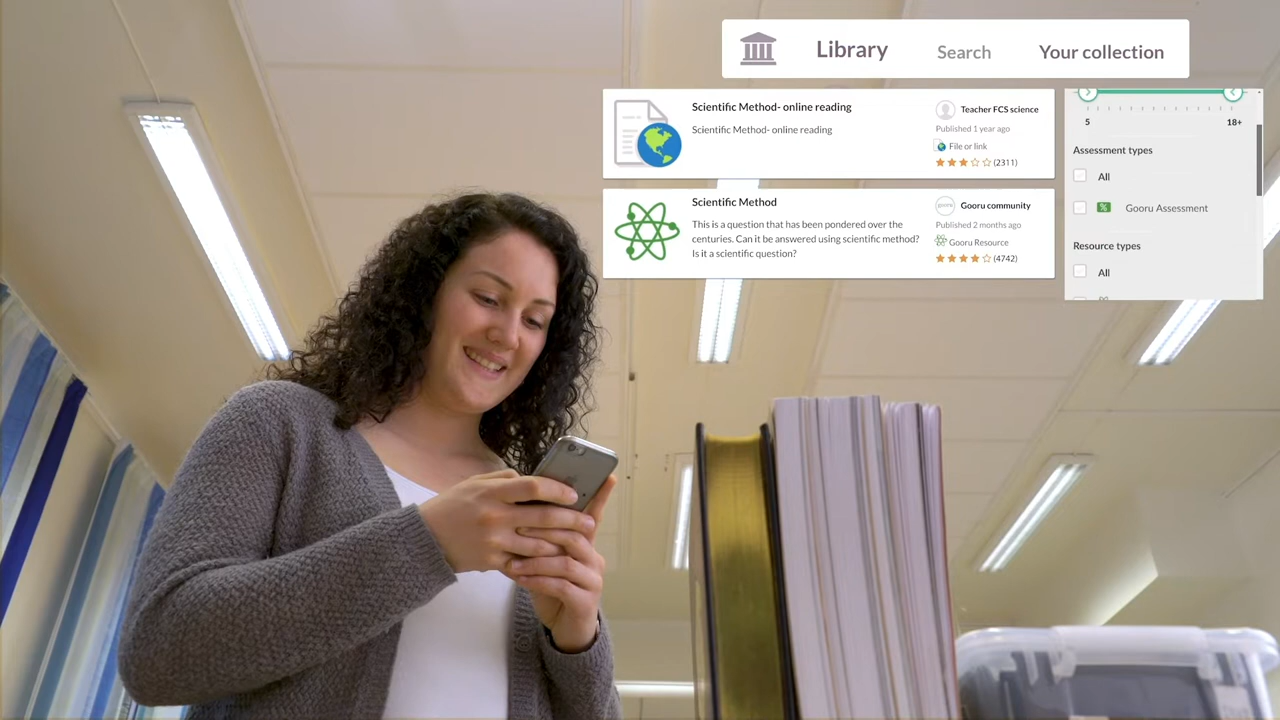 Library Search Your collection
Scientific Method- online reading
Scientific Method- online reading
Teacher FCS science
Published 1 year ago
File or link
(2311)
Scientific Method
This is a question that has been pondered over the
centuries. Can it be answered using scientific method?
Is it a scientific question?
Gooru community
Published 2 months ago
Gooru Resource
(4742)
5 18+
Assessment types
All
Gooru Assessment
Resource types
All